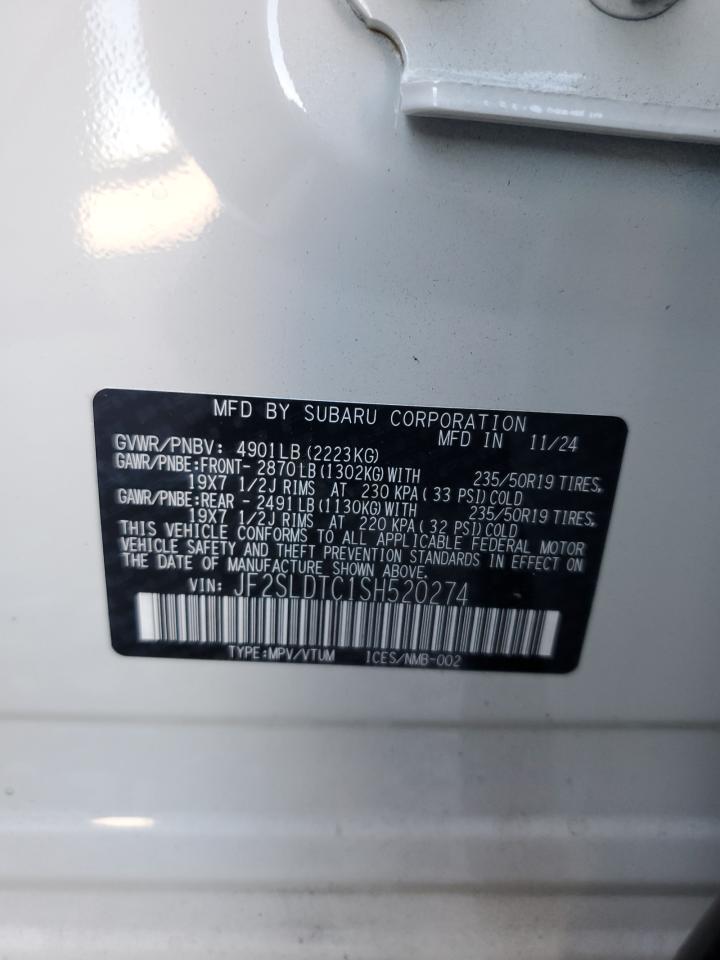 MFD BY SUBARU CORPORATION
MFD IN 11/24
GVWR/PNBV: 4901LB (2223KG)
GAWR/PNBE:FRONT- 2870LB (1302KG) WITH 235/50R19 TIRES,
19X7 1/2J RIMS AT 230 KPA (33 PSI) COLD
GAWR/PNBE:REAR - 2491LB (1130KG) WITH 235/50R19 TIRES,
19X7 1/2J RIMS AT 220 KPA (32 PSI) COLD
THIS VEHICLE CONFORMS TO ALL APPLICABLE FEDERAL MOTOR
VEHICLE SAFETY AND THEFT PREVENTION STANDARDS IN EFFECT ON
THE DATE OF MANUFACTURE SHOWN ABOVE.
VIN: JF2SLDTC1SH520274
TYPE:MPV/VTUM ICES/NMB-002